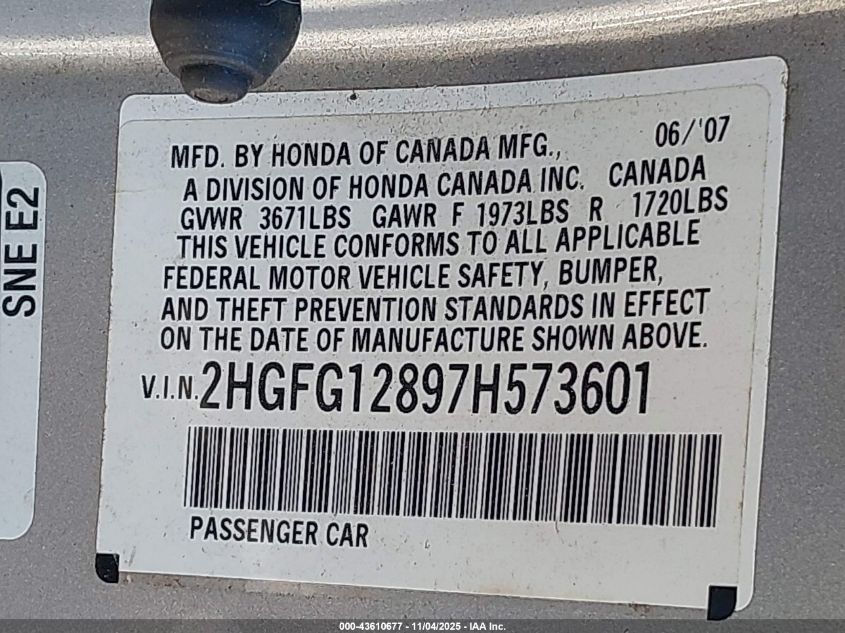 MFD. BY HONDA OF CANADA MFG., 06/'07
A DIVISION OF HONDA CANADA INC. CANADA
GVWR 3671LBS GAWR F 1973LBS R 1720LBS
THIS VEHICLE CONFORMS TO ALL APPLICABLE
FEDERAL MOTOR VEHICLE SAFETY, BUMPER,
AND THEFT PREVENTION STANDARDS IN EFFECT
ON THE DATE OF MANUFACTURE SHOWN ABOVE.
V.I.N. 2HGFG12897H573601
PASSENGER CAR
SNE E2
000-43610677 - 11/04/2025 - IAA Inc.